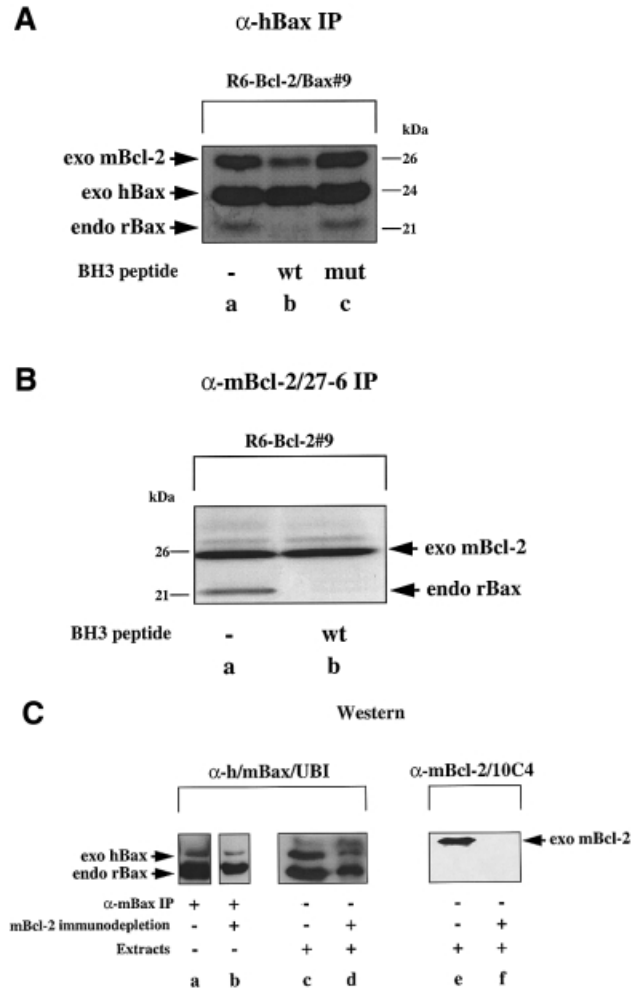 A
α-hBax IP
R6-Bcl-2/Bax#9
kDa
exo mBcl-2
26
exo hBax
24
endo rBax
21
BH3 peptide - wt mut
a b c
B
α-mBcl-2/27-6 IP
R6-Bcl-2#9
kDa
26
exo mBcl-2
21
endo rBax
BH3 peptide - wt
a b
C
Western
α-h/mBax/UBI α-mBcl-2/10C4
exo hBax
exo mBcl-2
endo rBax
α-mBax IP + + - - - -
mBcl-2 immunodepletion - + - + - +
Extracts - - + + + +
a b c d e f